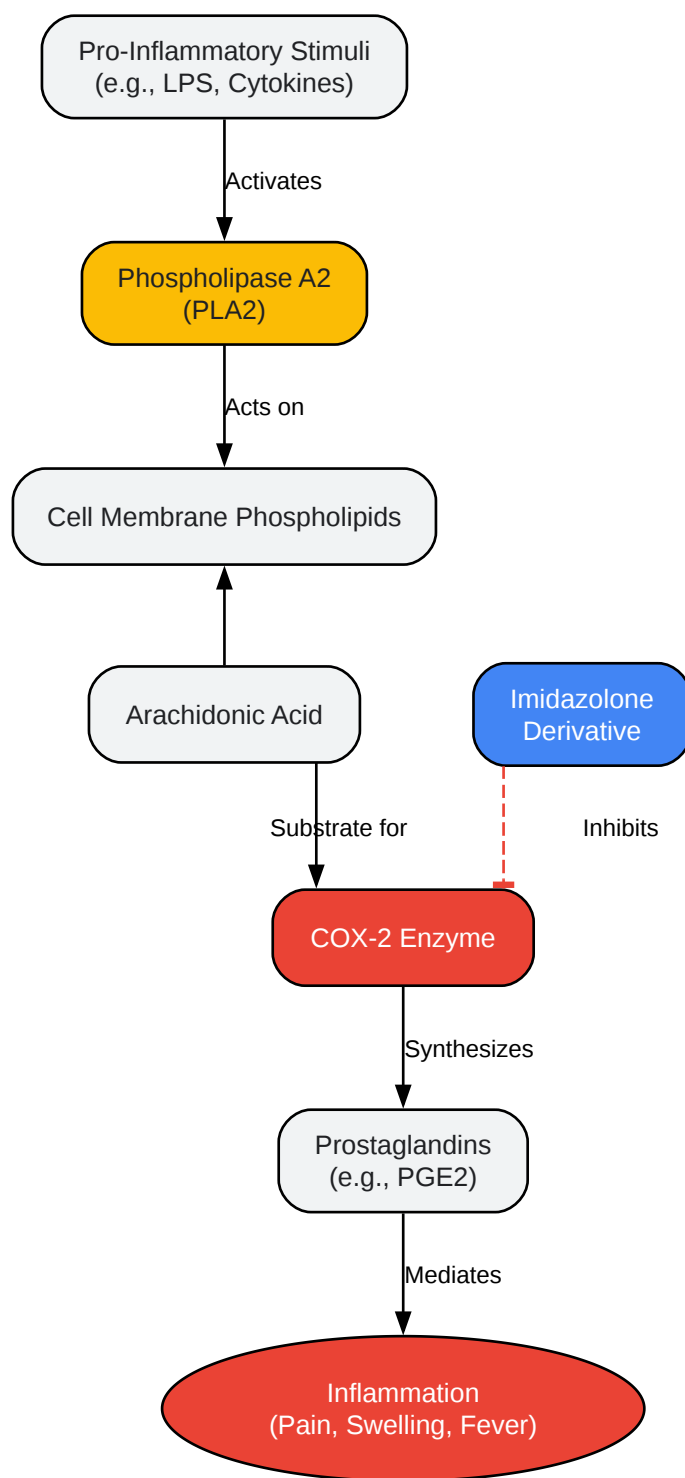 Pro-Inflammatory Stimuli
(e.g., LPS, Cytokines)
Activates
Phospholipase A2
(PLA2)
Acts on
Cell Membrane Phospholipids
Arachidonic Acid
Imidazolone
Derivative
Substrate for
Inhibits
COX-2 Enzyme
Synthesizes
Prostaglandins
(e.g., PGE2)
Mediates
Inflammation
(Pain, Swelling, Fever)